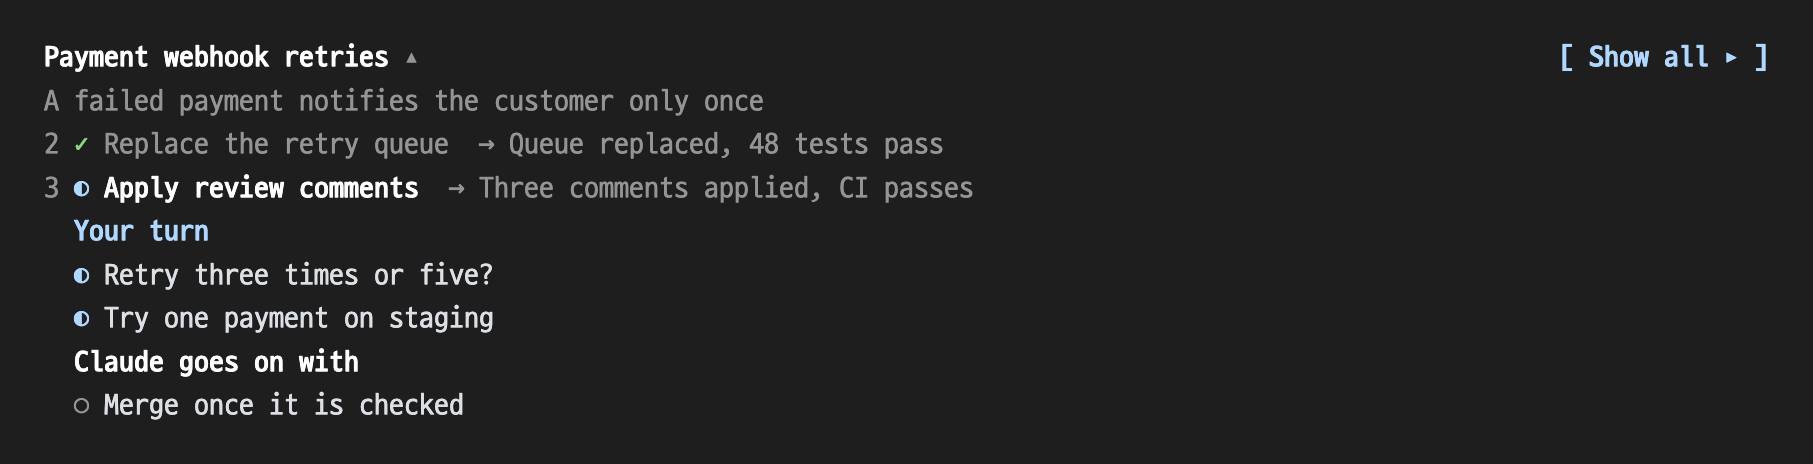 Payment webhook retries ▲ [ Show all ▸ ]
A failed payment notifies the customer only once
2 ✓ Replace the retry queue → Queue replaced, 48 tests pass
3 ◐ Apply review comments → Three comments applied, CI passes
Your turn
◐ Retry three times or five?
◐ Try one payment on staging
Claude goes on with
○ Merge once it is checked